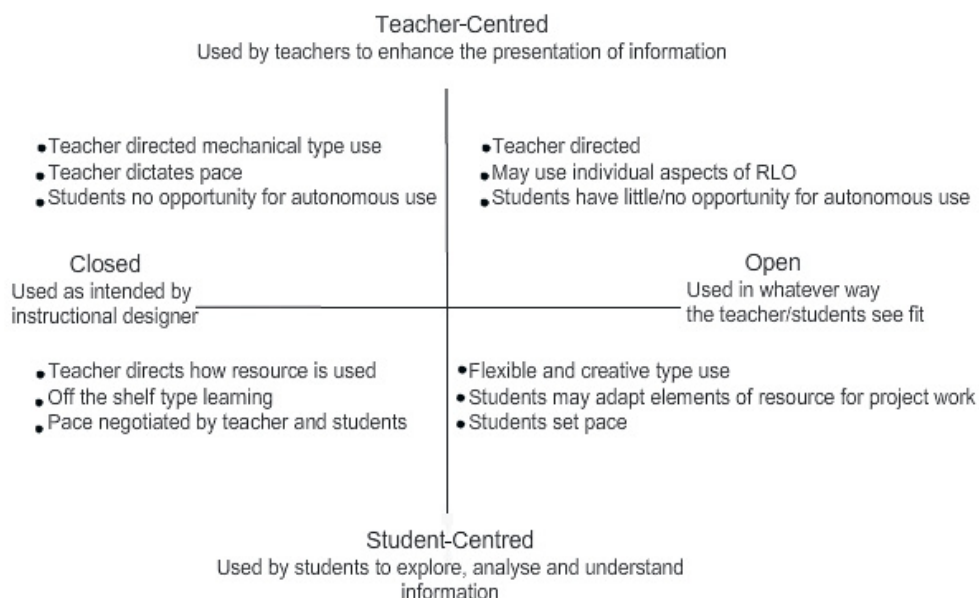 Teacher-Centred
Used by teachers to enhance the presentation of information
•Teacher directed mechanical type use
•Teacher dictates pace
•Students no opportunity for autonomous use
•Teacher directed
•May use individual aspects of RLO
•Students have little/no opportunity for autonomous use
Closed
Used as intended by
instructional designer
Open
Used in whatever way
the teacher/students see fit
•Teacher directs how resource is used
•Off the shelf type learning
•Pace negotiated by teacher and students
•Flexible and creative type use
•Students may adapt elements of resource for project work
•Students set pace
Student-Centred
Used by students to explore, analyse and understand
information